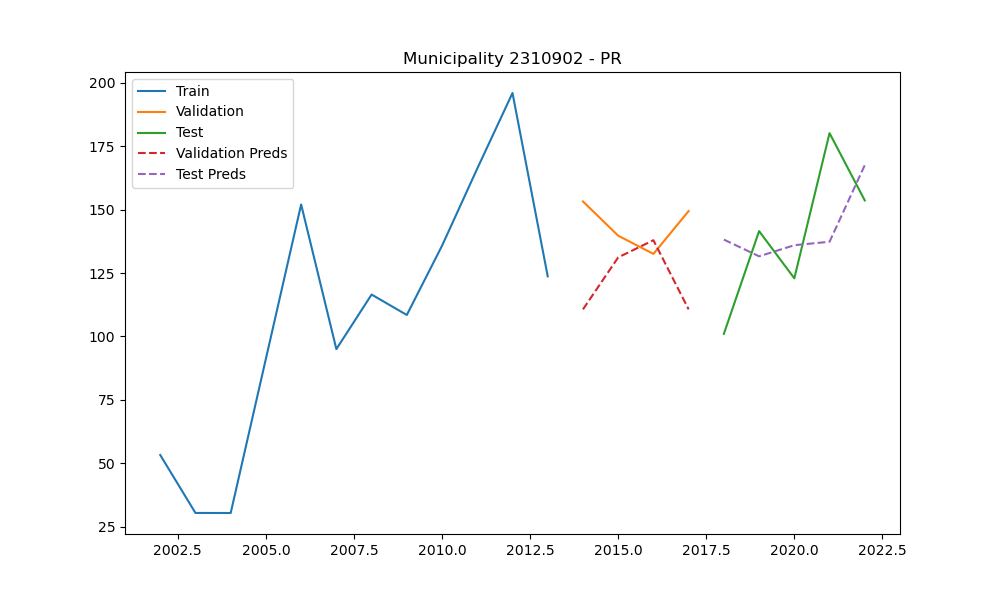 Municipality 2310902 - PR
200
175
150
125
100
75
50
25
Train
Validation
Test
Validation Preds
Test Preds
2002.5 2005.0 2007.5 2010.0 2012.5 2015.0 2017.5 2020.0 2022.5